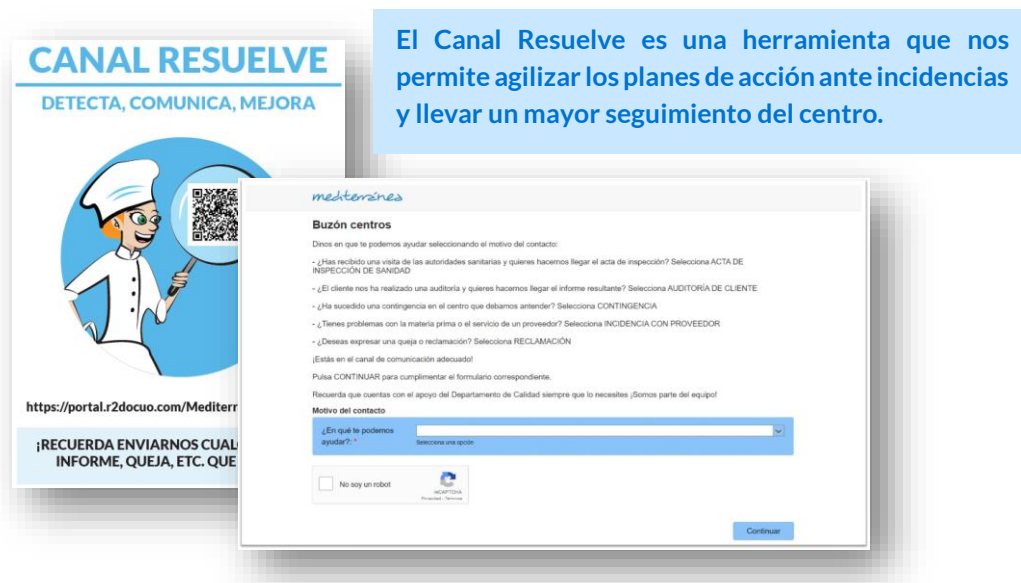 El Canal Resuelve es una herramienta que nos
permite agilizar los planes de acción ante incidencias
y llevar un mayor seguimiento del centro.
CANAL RESUELVE
DETECTA, COMUNICA, MEJORA
https://portal.r2docuo.com/Mediterr
¡RECUERDA ENVIARNOS
INFORME, QUEJA, ETC. QUE
mediterránea
Buzón centros
Dinos en que te podemos ayudar seleccionando el motivo del contacto:
- ¿Has recibido una visita de las autoridades sanitarias y quieres hacernos llegar el acta de inspección? Selecciona ACTA DE
INSPECCIÓN DE SANIDAD
- ¿El cliente nos ha realizado una auditoría y quieres hacernos llegar el informe resultante? Selecciona AUDITORÍA DE CLIENTE
- ¿Ha sucedido una contingencia en el centro que debamos antender? Selecciona CONTINGENCIA
- ¿Tienes problemas con la materia prima o el servicio de un proveedor? Selecciona INCIDENCIA CON PROVEEDOR
- ¿Deseas expresar una queja o reclamación? Selecciona RECLAMACIÓN
¡Estás en el canal de comunicación adecuado!
Pulsa CONTINUAR para cumplimentar el formulario correspondiente.
Recuerda que cuentas con el apoyo del Departamento de Calidad siempre que lo necesites ¡Somos parte del equipo!
Motivo del contacto
¿En qué te podemos
ayudar?: *
Selecciona una opción
No soy un robot
reCAPTCHA
Privacidad - Términos
Continuar